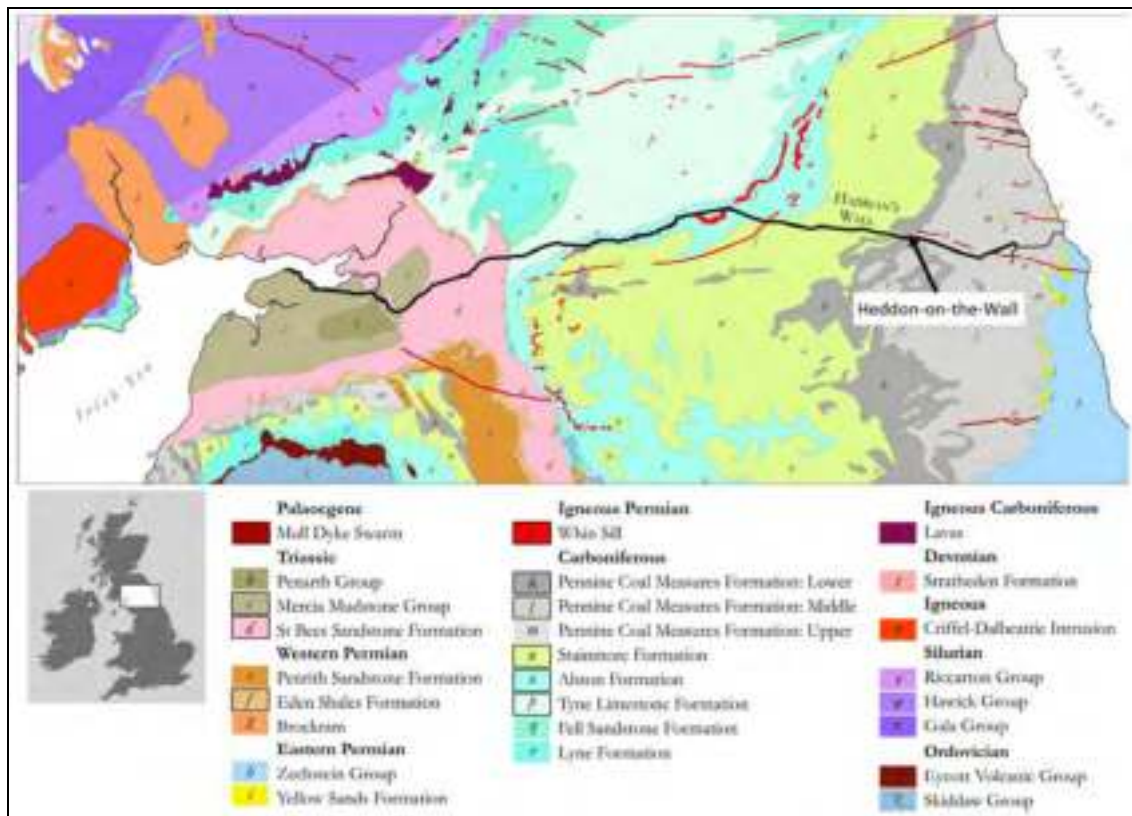 North Sea
HADRIAN'S
WALL
Heddon-on-the-Wall
Irish Sea
Palaeogene
Mull Dyke Swarm
Triassic
Penarth Group
Mercia Mudstone Group
St Bees Sandstone Formation
Western Permian
Penrith Sandstone Formation
Eden Shales Formation
Brockram
Eastern Permian
Zechstein Group
Yellow Sands Formation
Igneous Permian
Whin Sill
Carboniferous
Pennine Coal Measures Formation: Lower
Pennine Coal Measures Formation: Middle
Pennine Coal Measures Formation: Upper
Stainmore Formation
Alston Formation
Tyne Limestone Formation
Fell Sandstone Formation
Lyne Formation
Igneous Carboniferous
Lavas
Devonian
Stratheden Formation
Igneous
Criffel-Dalbeattie Intrusion
Silurian
Riccarton Group
Hawick Group
Gala Group
Ordovician
Eycott Volcanic Group
Skiddaw Group